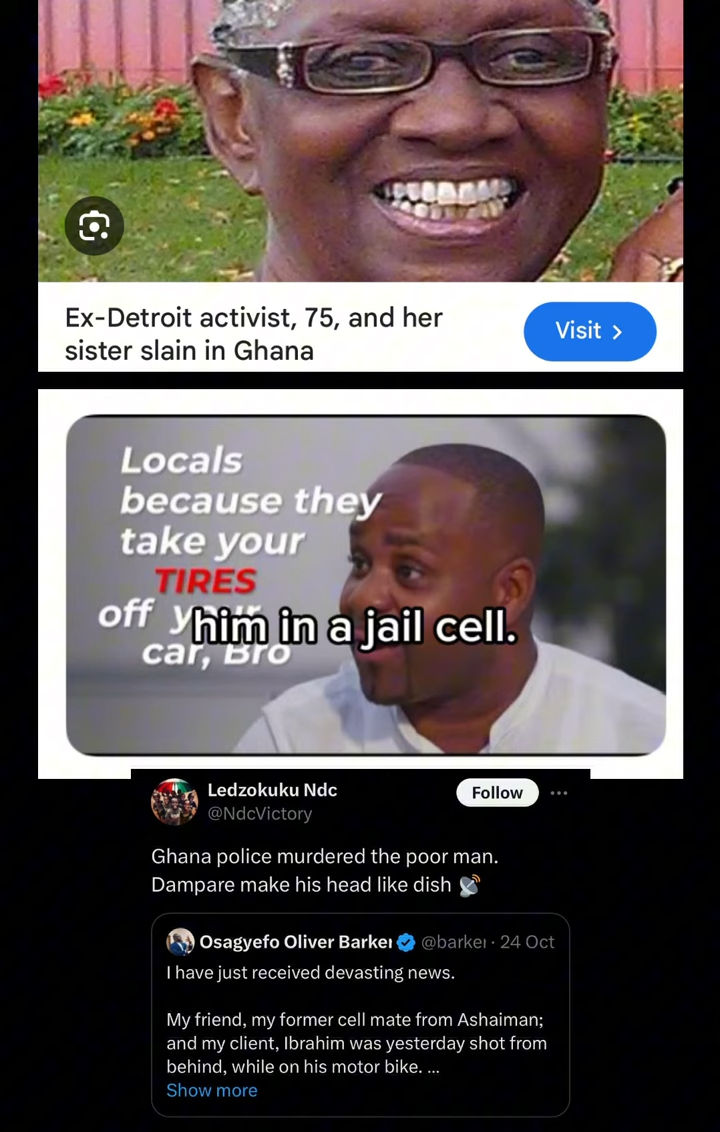 Ex-Detroit activist, 75, and her
sister slain in Ghana
Visit
Locals
because they
take your
TIRES
off your
car, Bro
him in a jail cell.
Ledzokuku Ndc
@NdcVictory
Follow
Ghana police murdered the poor man.
Dampare make his head like dish 📡
Osagyefo Oliver Barker @barker · 24 Oct
I have just received devasting news.
My friend, my former cell mate from Ashaiman;
and my client, Ibrahim was yesterday shot from
behind, while on his motor bike. ...
Show more